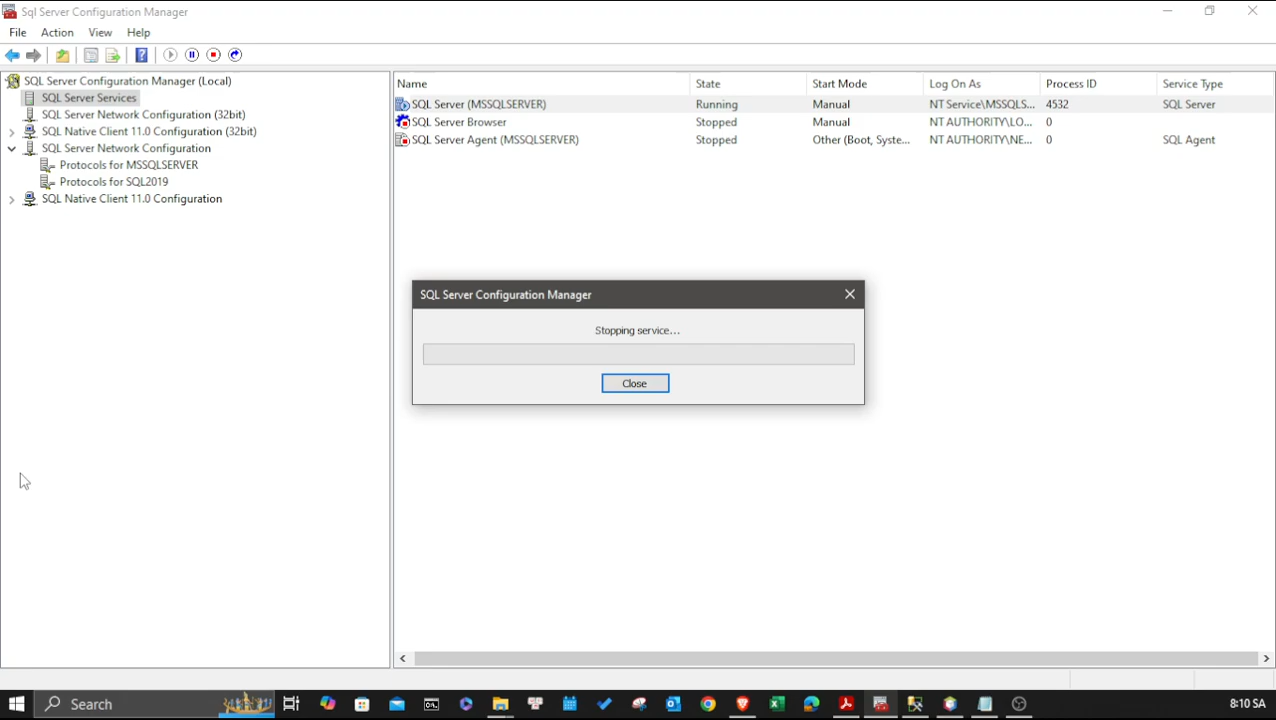 Sql Server Configuration Manager
File Action View Help
SQL Server Configuration Manager (Local)
SQL Server Services
SQL Server Network Configuration (32bit)
SQL Native Client 11.0 Configuration (32bit)
SQL Server Network Configuration
Protocols for MSSQLSERVER
Protocols for SQL2019
SQL Native Client 11.0 Configuration
Name State Start Mode Log On As Process ID Service Type
SQL Server (MSSQLSERVER) Running Manual NT Service\MSSQLS... 4532 SQL Server
SQL Server Browser Stopped Manual NT AUTHORITY\LO... 0
SQL Server Agent (MSSQLSERVER) Stopped Other (Boot, Syste... NT AUTHORITY\NE... 0 SQL Agent
SQL Server Configuration Manager
Stopping service...
Close
Search
8:10 SA